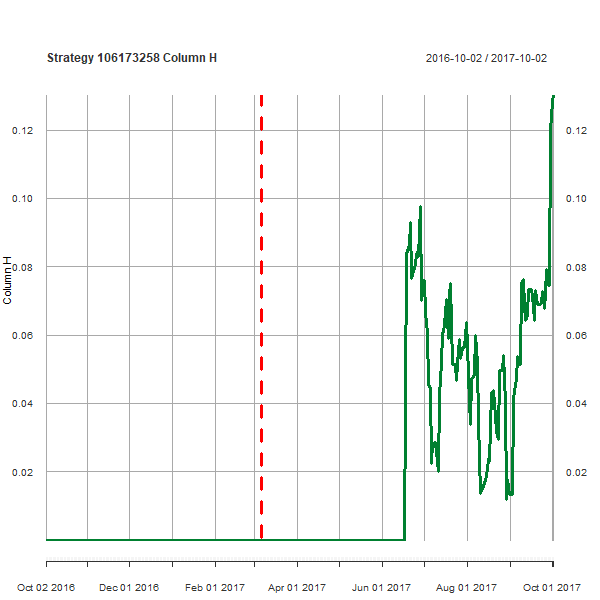 Strategy 106173258 Column H
2016-10-02 / 2017-10-02
0.12
0.12
0.10
0.10
0.08
0.08
Column H
0.06
0.06
0.04
0.04
0.02
0.02
Oct 02 2016
Dec 01 2016
Feb 01 2017
Apr 01 2017
Jun 01 2017
Aug 01 2017
Oct 01 2017